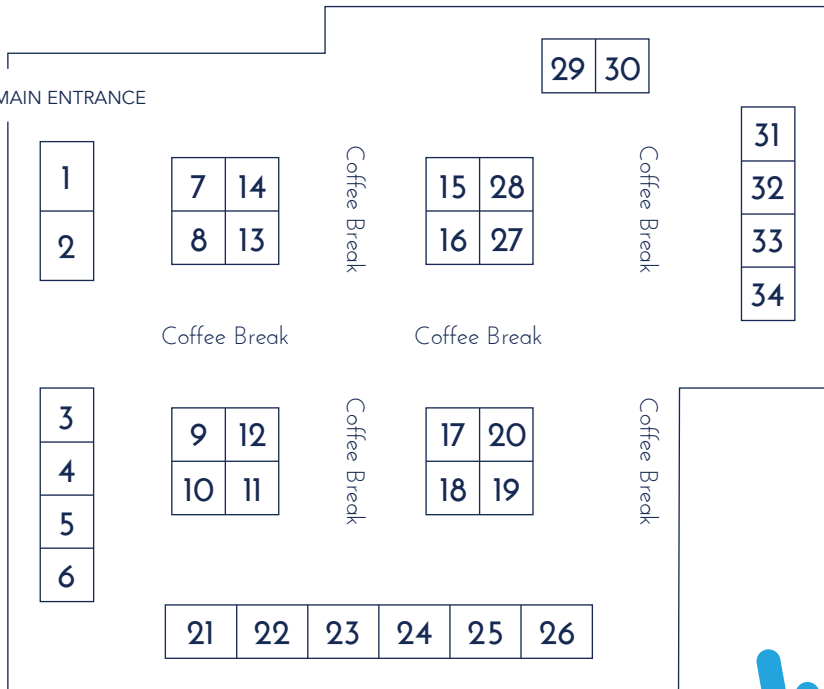 29 30
MAIN ENTRANCE
31
1
7 14
Coffee Break
15 28
Coffee Break
32
2
8 13
16 27
33
34
Coffee Break
Coffee Break
3
9 12
Coffee Break
17 20
Coffee Break
4
10 11
18 19
5
6
21 22 23 24 25 26